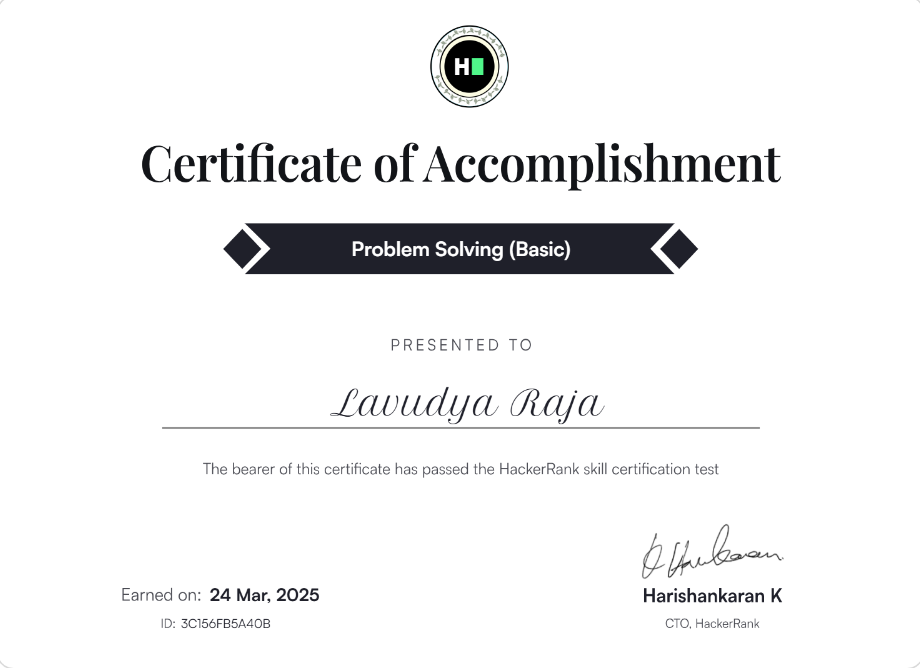 H
Certificate of Accomplishment
Problem Solving (Basic)
PRESENTED TO
Lavudya Raja
The bearer of this certificate has passed the HackerRank skill certification test
Earned on: 24 Mar, 2025
ID: 3C156FB5A40B
Harishankaran K
CTO, HackerRank